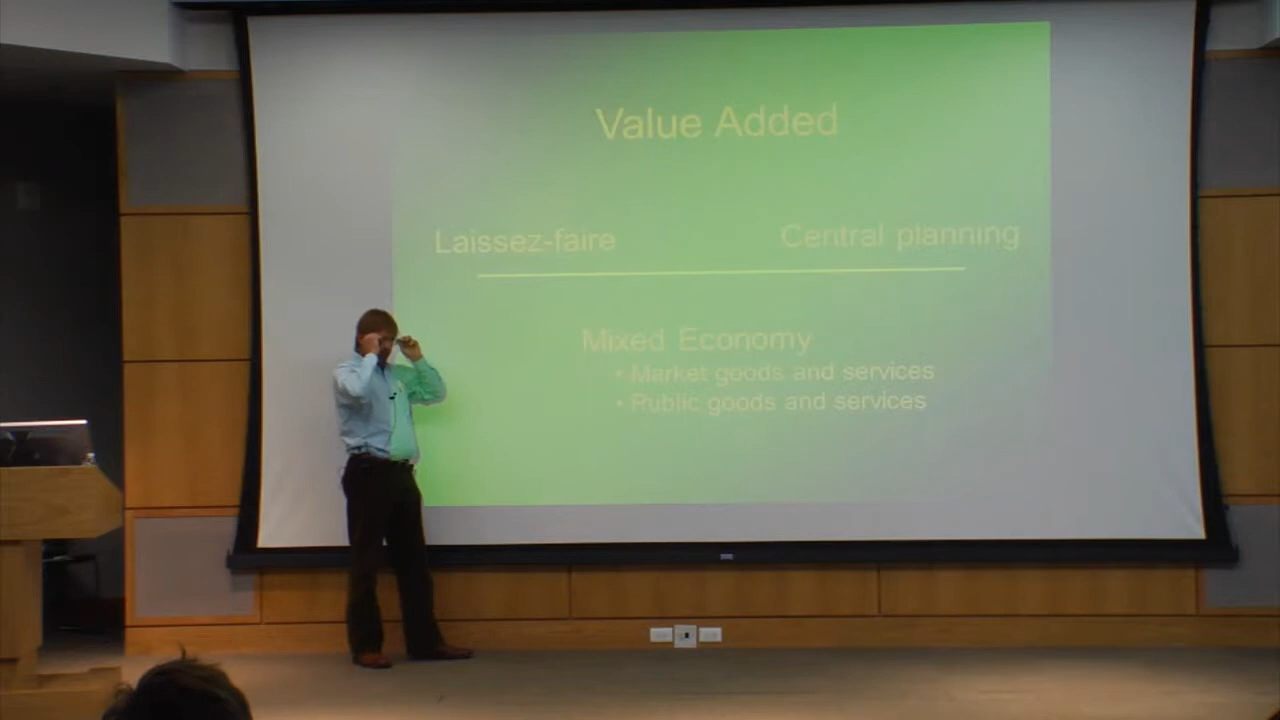 Value Added
Laissez-faire
Central planning
Mixed Economy
• Market goods and services
• Public goods and services